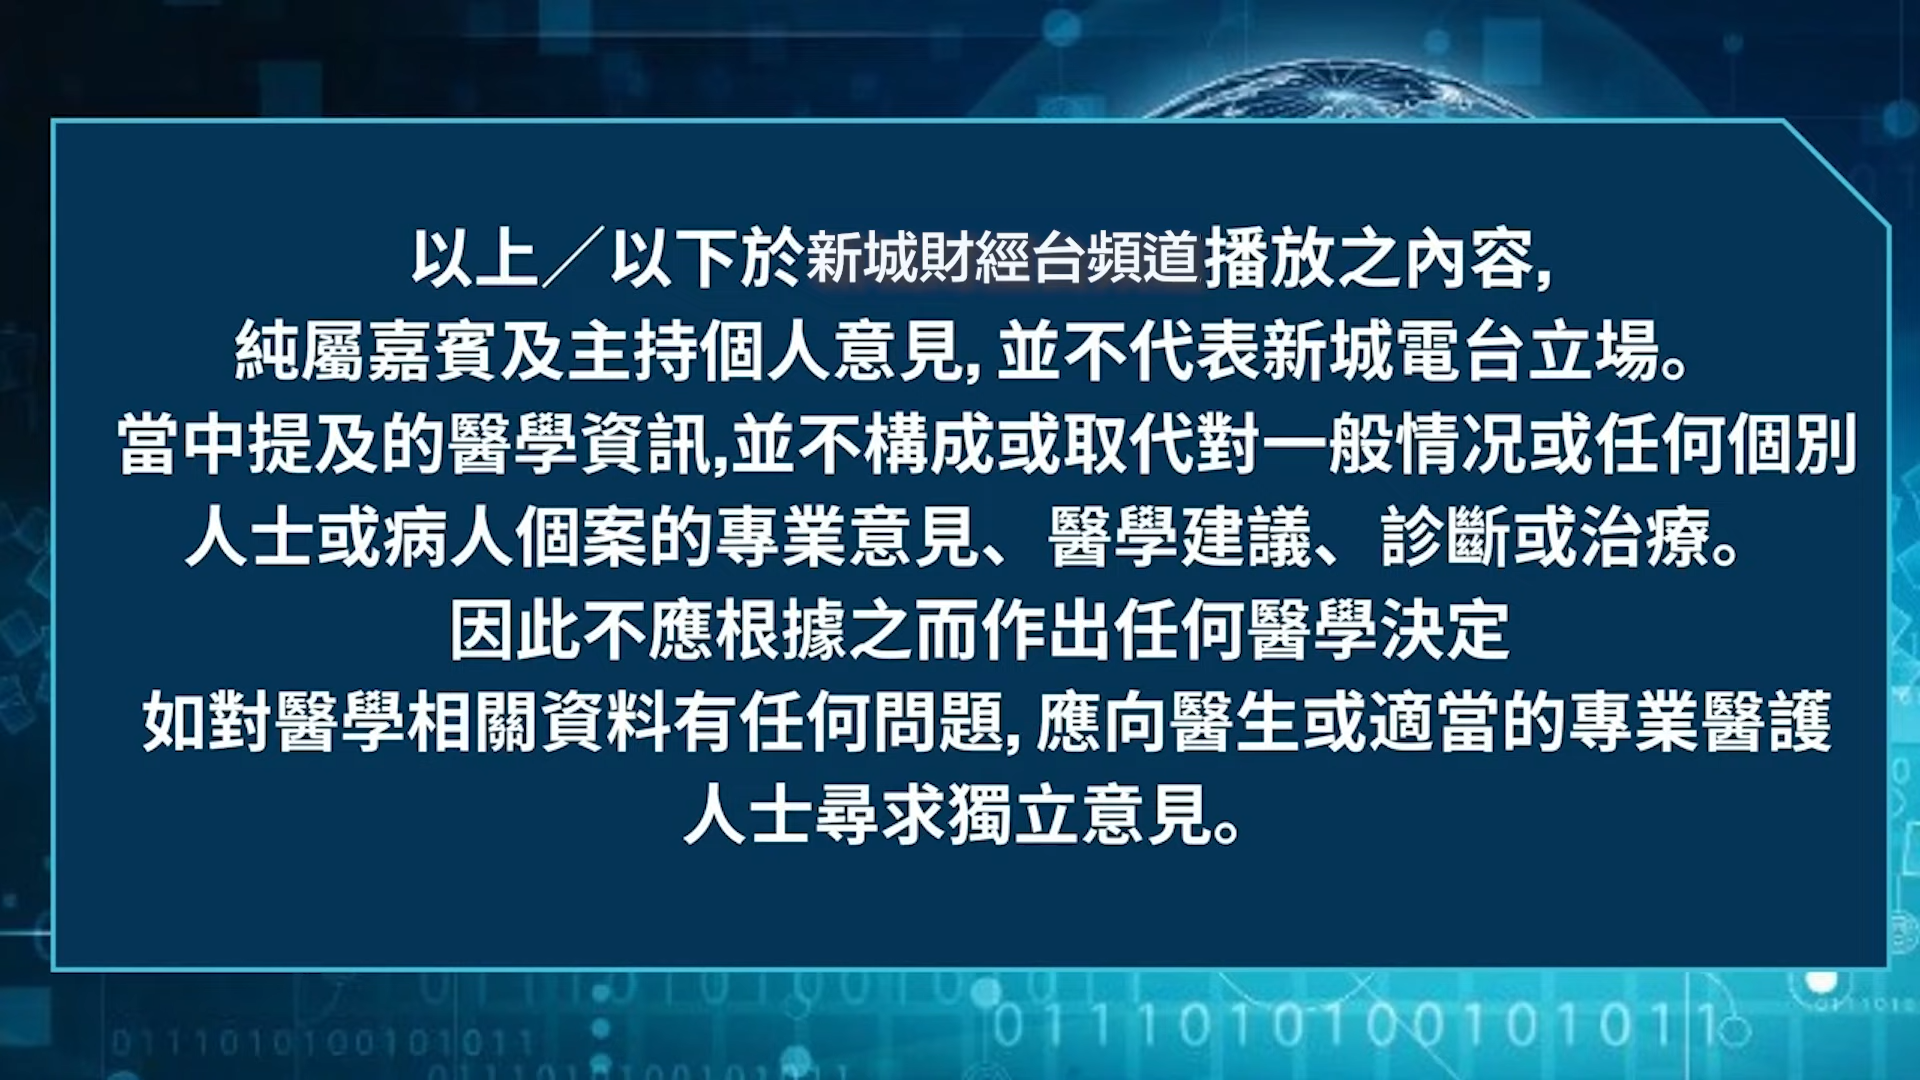 以上／以下於新城財經台頻道播放之內容,
純屬嘉賓及主持個人意見, 並不代表新城電台立場。
當中提及的醫學資訊,並不構成或取代對一般情况或任何個別
人士或病人個案的專業意見、醫學建議、診斷或治療。
因此不應根據之而作出任何醫學決定
如對醫學相關資料有任何問題, 應向醫生或適當的專業醫護
人士尋求獨立意見。
0111010100101011
0111010100101011